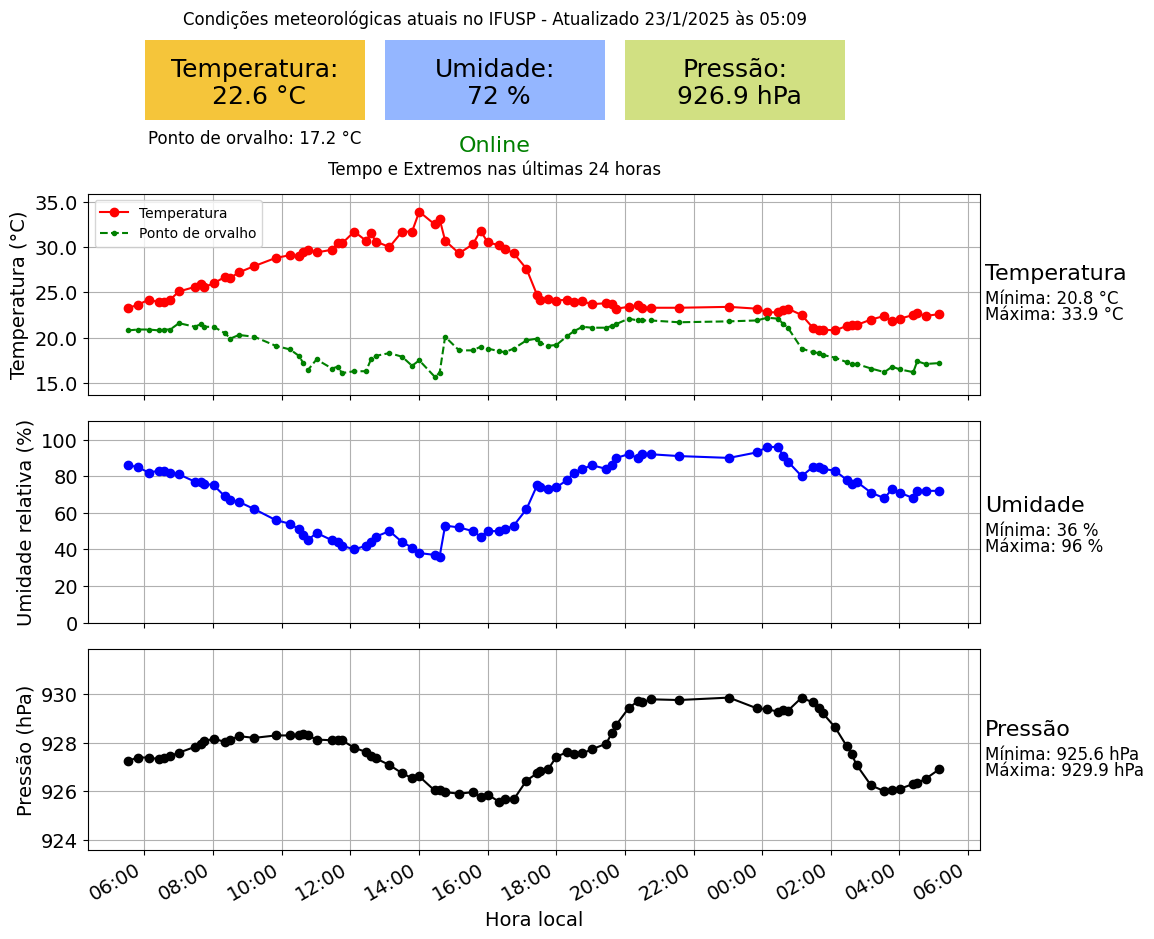 Condições meteorológicas atuais no IFUSP - Atualizado 23/1/2025 às 05:09
Temperatura:
22.6 °C
Umidade:
72 %
Pressão:
926.9 hPa
Ponto de orvalho: 17.2 °C
Online
Tempo e Extremos nas últimas 24 horas
Temperatura (°C)
35.0
30.0
25.0
20.0
15.0
Temperatura
Ponto de orvalho
Temperatura
Mínima: 20.8 °C
Máxima: 33.9 °C
Umidade relativa (%)
100
80
60
40
20
0
Umidade
Mínima: 36 %
Máxima: 96 %
Pressão (hPa)
930
928
926
924
Pressão
Mínima: 925.6 hPa
Máxima: 929.9 hPa
06:00 08:00 10:00 12:00 14:00 16:00 18:00 20:00 22:00 00:00 02:00 04:00 06:00
Hora local